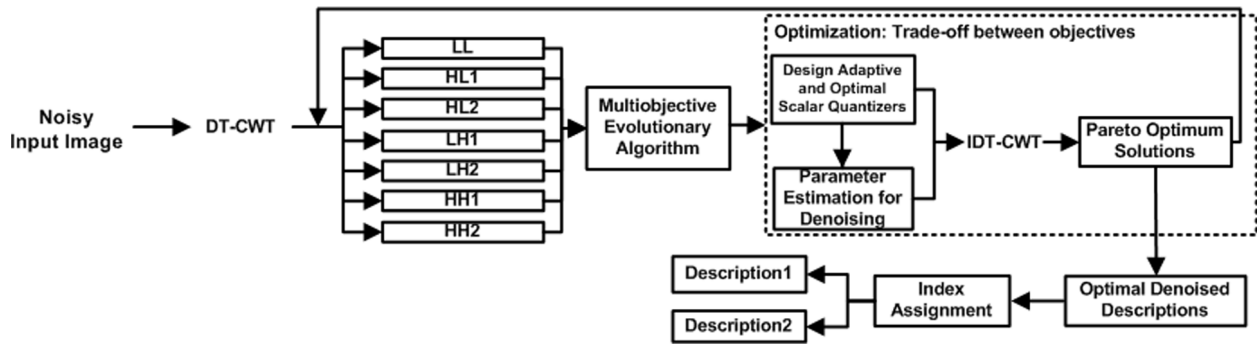 Noisy
Input Image
DT-CWT
LL
HL1
HL2
LH1
LH2
HH1
HH2
Multiobjective
Evolutionary
Algorithm
Optimization: Trade-off between objectives
Design Adaptive
and Optimal
Scalar Quantizers
Parameter
Estimation for
Denoising
IDT-CWT
Pareto Optimum
Solutions
Optimal Denoised
Descriptions
Index
Assignment
Description1
Description2